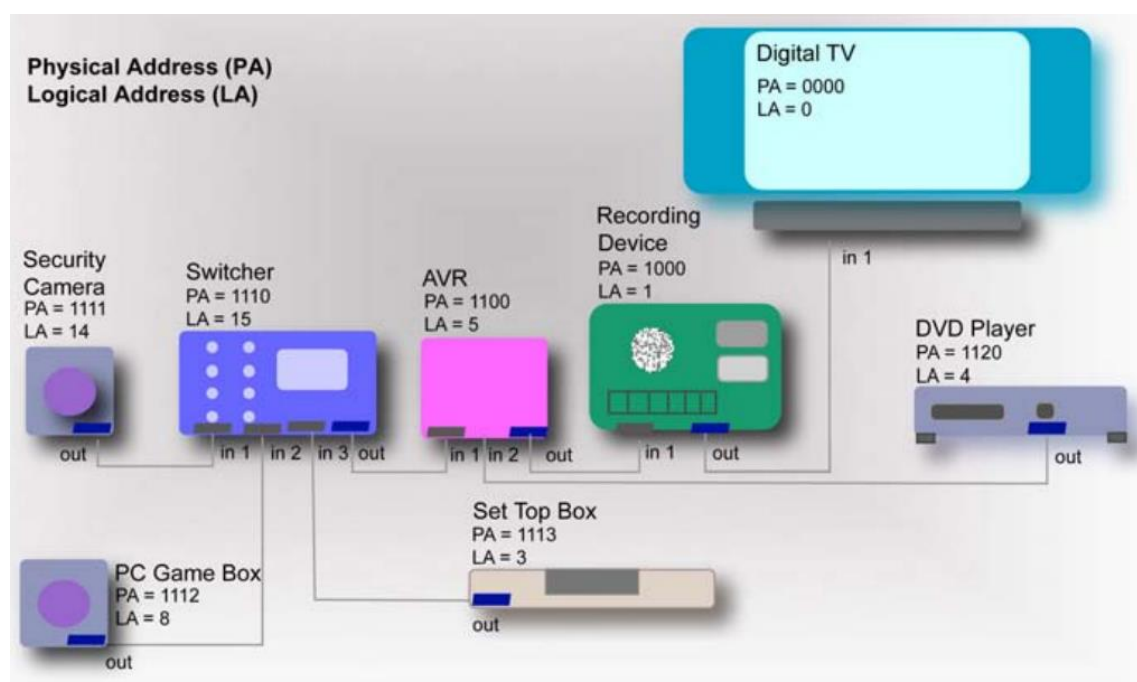 Physical Address (PA)
Logical Address (LA)
Digital TV
PA = 0000
LA = 0
in 1
Recording
Device
PA = 1000
LA = 1
in 1
out
Security
Camera
PA = 1111
LA = 14
out
Switcher
PA = 1110
LA = 15
in 1
in 2
in 3
out
AVR
PA = 1100
LA = 5
in 1
in 2
out
DVD Player
PA = 1120
LA = 4
out
Set Top Box
PA = 1113
LA = 3
out
PC Game Box
PA = 1112
LA = 8
out